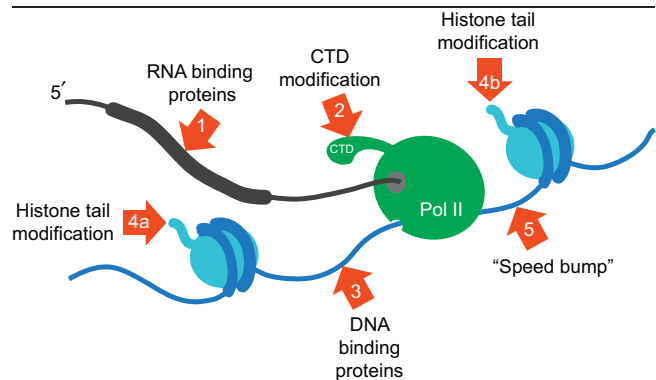 Histone tail
modification
4b
CTD
modification
2
RNA binding
proteins
1
5′
CTD
Pol II
Histone tail
modification
4a
5
"Speed bump"
3
DNA
binding
proteins